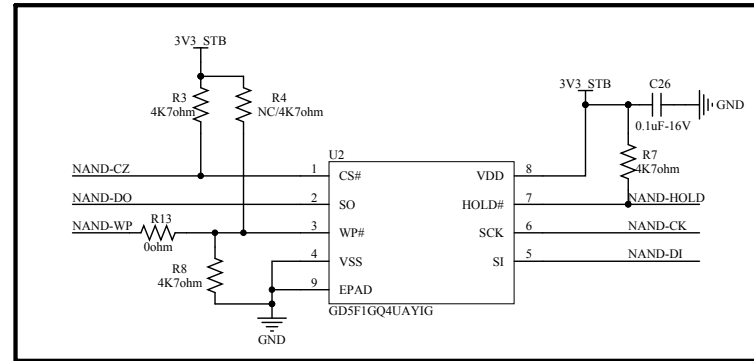 3V3_STB
R3
4K7ohm
R4
NC/4K7ohm
3V3_STB
C26
0.1uF-16V
GND
R7
4K7ohm
U2
NAND-CZ
1
CS#
VDD
8
NAND-DO
2
SO
HOLD#
7
NAND-HOLD
NAND-WP
R13
0ohm
3
WP#
SCK
6
NAND-CK
R8
4K7ohm
4
VSS
SI
5
NAND-DI
9
EPAD
GD5F1GQ4UAYIG
GND